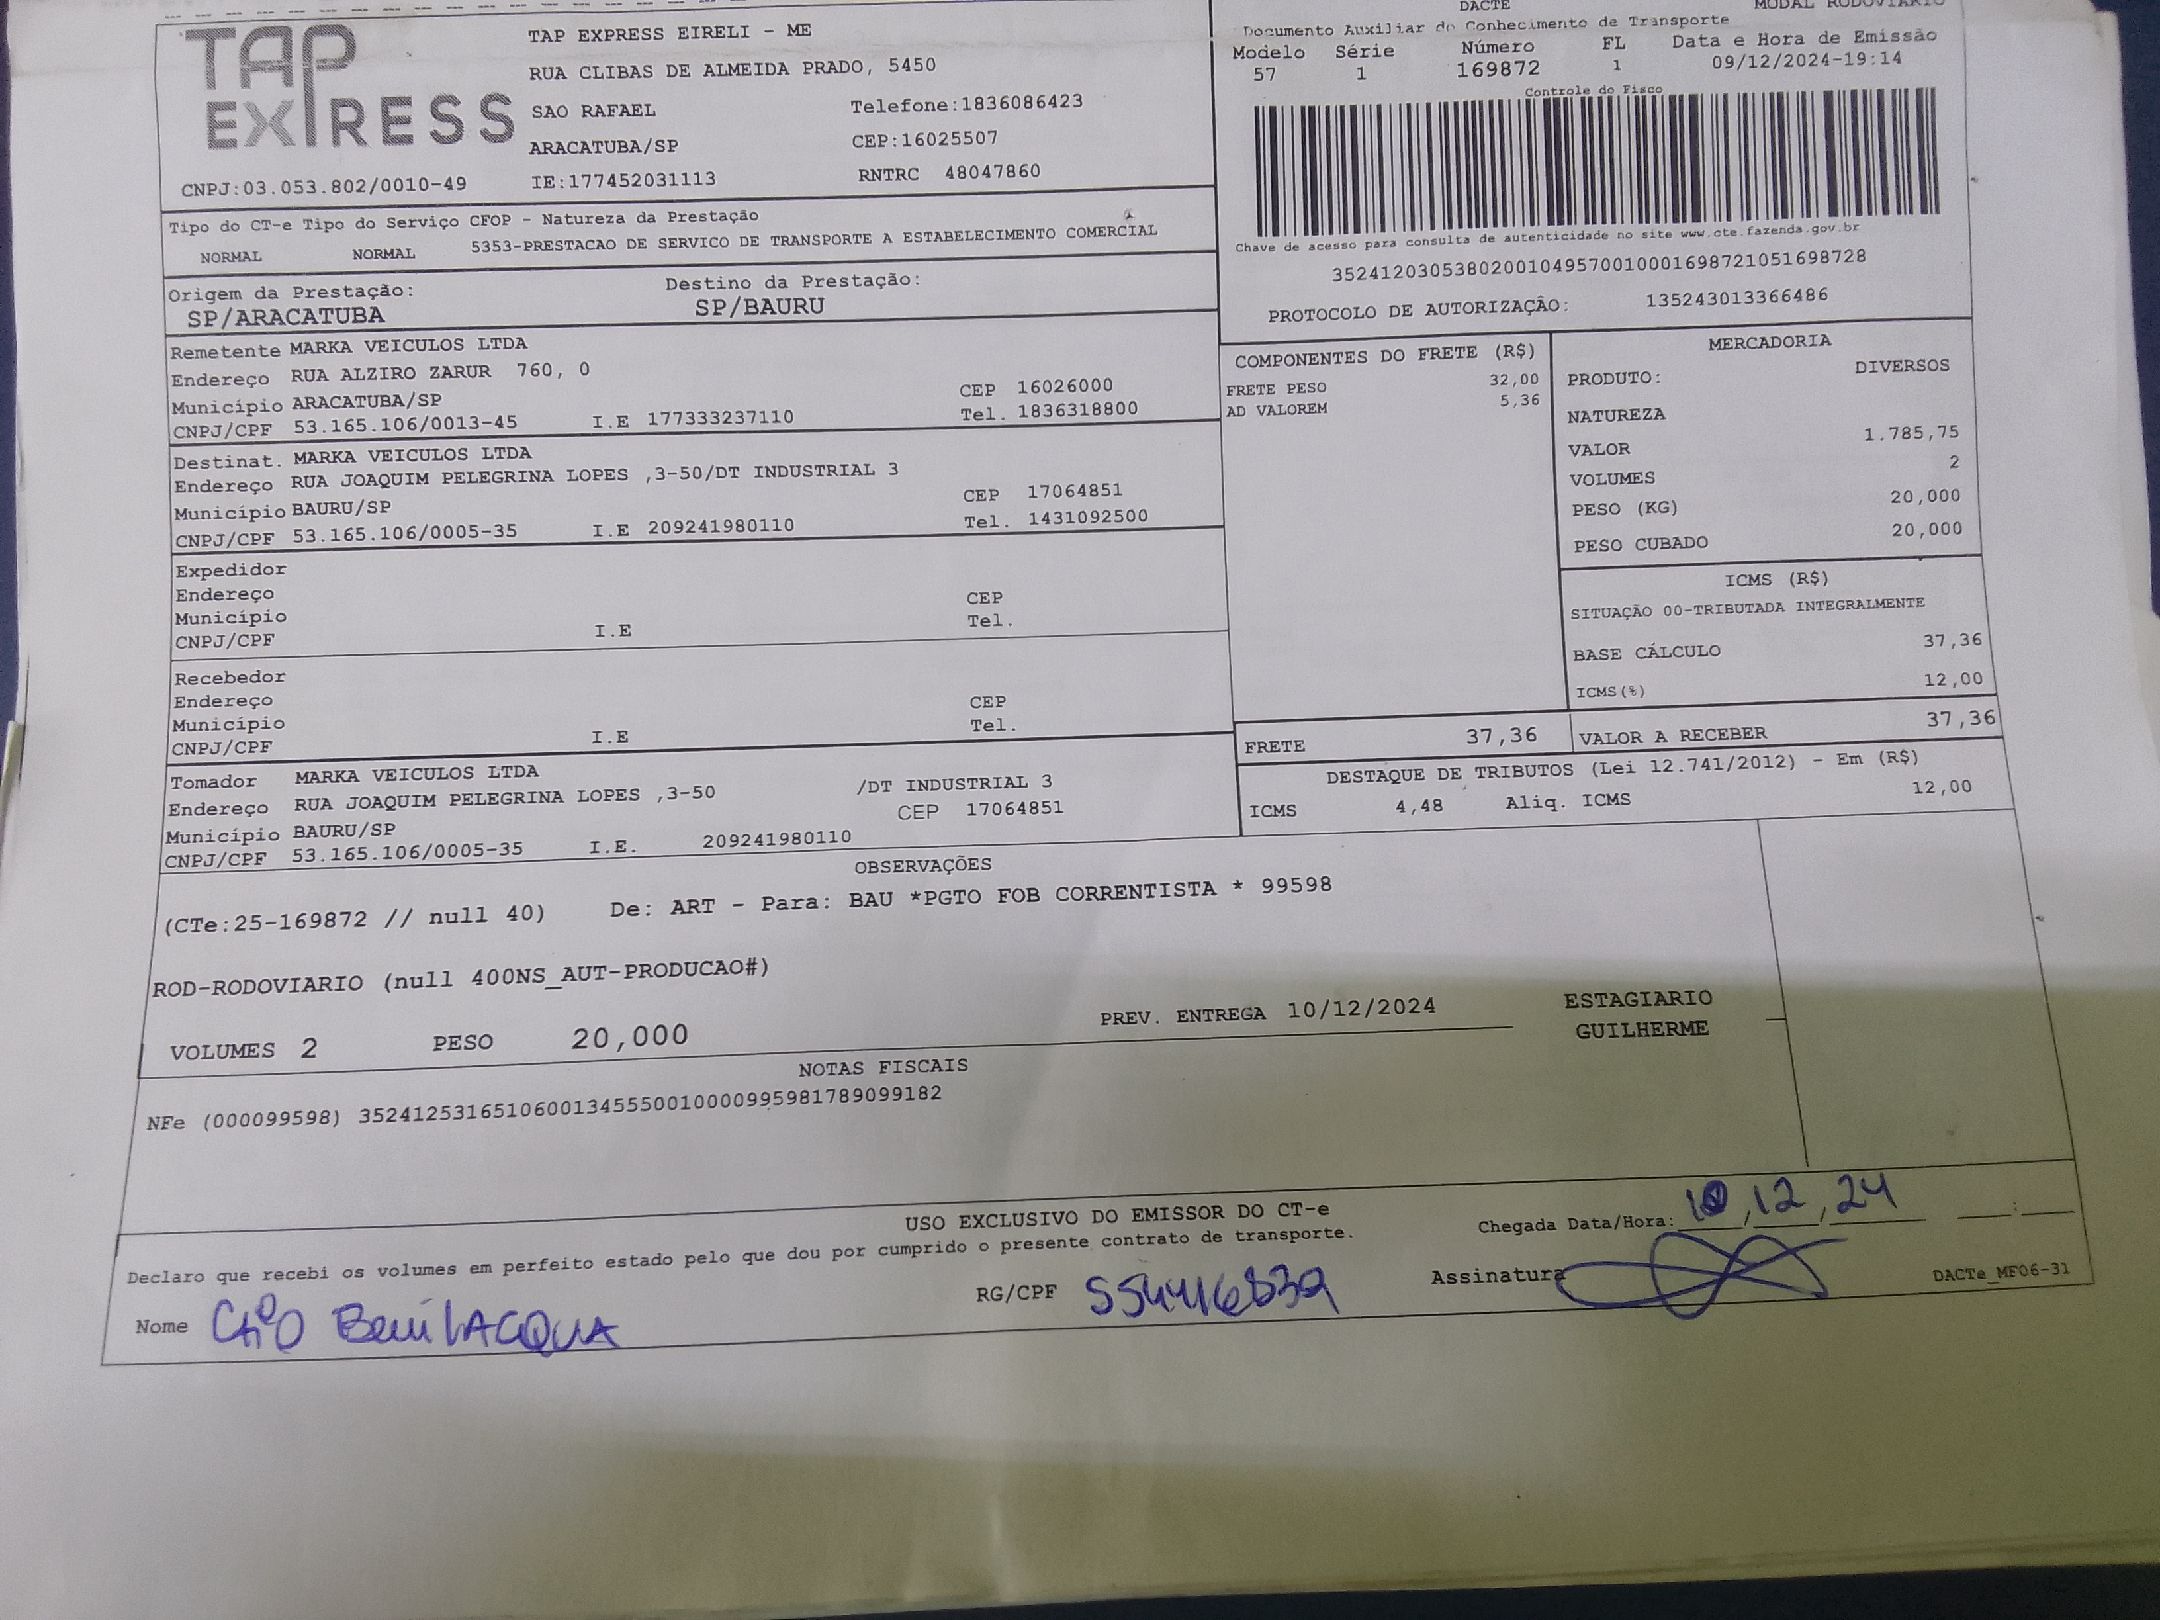 TAP
EXPRESS
TAP EXPRESS EIRELI - ME
RUA CLIBAS DE ALMEIDA PRADO, 5450
SAO RAFAEL Telefone:1836086423
ARACATUBA/SP CEP:16025507
CNPJ:03.053.802/0010-49 IE:177452031113 RNTRC 48047860
DACTE MODAL RODOVIARIO
Documento Auxiliar do Conhecimento de Transporte
Modelo Série Número FL Data e Hora de Emissão
57 1 169872 1 09/12/2024-19:14
Controle do Fisco
Chave de acesso para consulta de autenticidade no site www.cte.fazenda.gov.br
35241203053802001049570010001698721051698728
PROTOCOLO DE AUTORIZAÇÂO: 135243013366486
Tipo do CT-e Tipo do Serviço CFOP - Natureza da Prestação
NORMAL NORMAL 5353-PRESTACAO DE SERVICO DE TRANSPORTE A ESTABELECIMENTO COMERCIAL
Origem da Prestação: Destino da Prestação:
SP/ARACATUBA SP/BAURU
Remetente MARKA VEICULOS LTDA
Endereço RUA ALZIRO ZARUR 760, 0
Município ARACATUBA/SP CEP 16026000
CNPJ/CPF 53.165.106/0013-45 I.E 177333237110 Tel. 1836318800
Destinat. MARKA VEICULOS LTDA
Endereço RUA JOAQUIM PELEGRINA LOPES ,3-50/DT INDUSTRIAL 3
Município BAURU/SP CEP 17064851
CNPJ/CPF 53.165.106/0005-35 I.E 209241980110 Tel. 1431092500
Expedidor
Endereço
Município CEP
CNPJ/CPF I.E Tel.
Recebedor
Endereço
Município CEP
CNPJ/CPF I.E Tel.
Tomador MARKA VEICULOS LTDA
Endereço RUA JOAQUIM PELEGRINA LOPES ,3-50 /DT INDUSTRIAL 3
Município BAURU/SP CEP 17064851
CNPJ/CPF 53.165.106/0005-35 I.E. 209241980110
COMPONENTES DO FRETE (R$)
FRETE PESO 32,00
AD VALOREM 5,36
MERCADORIA
PRODUTO: DIVERSOS
NATUREZA
VALOR 1.785,75
VOLUMES 2
PESO (KG) 20,000
PESO CUBADO 20,000
ICMS (R$)
SITUAÇÃO 00-TRIBUTADA INTEGRALMENTE
BASE CÁLCULO 37,36
ICMS(%) 12,00
FRETE 37,36 VALOR A RECEBER 37,36
DESTAQUE DE TRIBUTOS (Lei 12.741/2012) - Em (R$)
ICMS 4,48 Aliq. ICMS 12,00
OBSERVAÇÕES
(CTe:25-169872 // null 40) De: ART - Para: BAU *PGTO FOB CORRENTISTA * 99598
ROD-RODOVIARIO (null 400NS_AUT-PRODUCAO#)
VOLUMES 2 PESO 20,000 PREV. ENTREGA 10/12/2024 ESTAGIARIO
GUILHERME
NOTAS FISCAIS
NFe (000099598) 35241253165106001345550010000995981789099182
USO EXCLUSIVO DO EMISSOR DO CT-e
Declaro que recebi os volumes em perfeito estado pelo que dou por cumprido o presente contrato de transporte.
Chegada Data/Hora: 10/12/24 __:__
Nome CAIO BEVILACQUA RG/CPF 554416839 Assinatura
DACTe_MF06-31